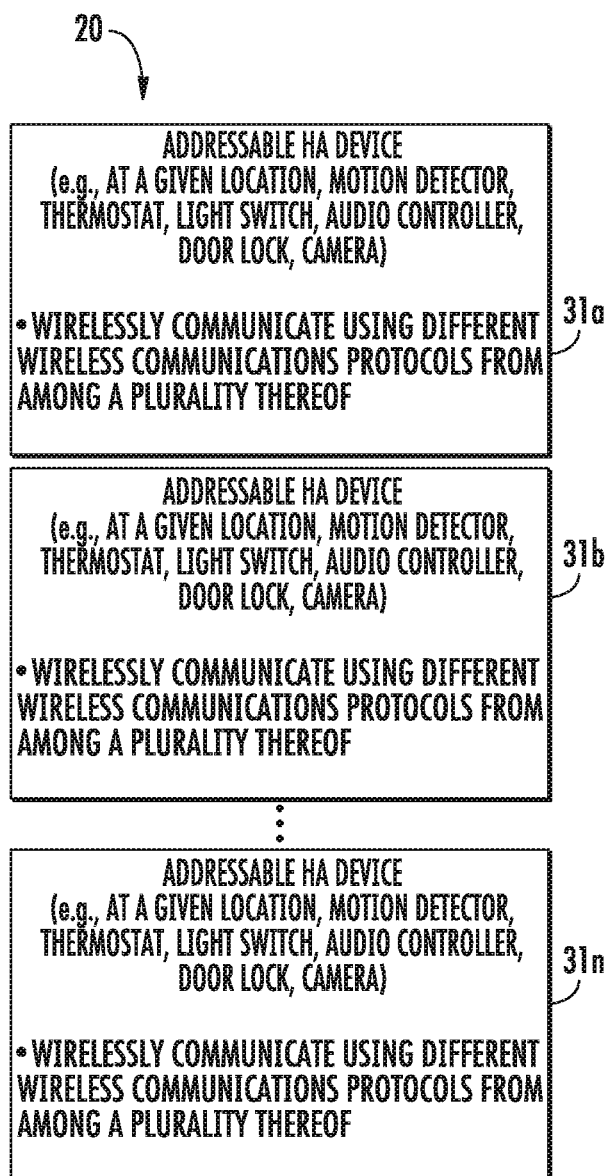 20
ADDRESSABLE HA DEVICE
(e.g., AT A GIVEN LOCATION, MOTION DETECTOR,
THERMOSTAT, LIGHT SWITCH, AUDIO CONTROLLER,
DOOR LOCK, CAMERA)
• WIRELESSLY COMMUNICATE USING DIFFERENT
WIRELESS COMMUNICATIONS PROTOCOLS FROM
AMONG A PLURALITY THEREOF
31a
ADDRESSABLE HA DEVICE
(e.g., AT A GIVEN LOCATION, MOTION DETECTOR,
THERMOSTAT, LIGHT SWITCH, AUDIO CONTROLLER,
DOOR LOCK, CAMERA)
• WIRELESSLY COMMUNICATE USING DIFFERENT
WIRELESS COMMUNICATIONS PROTOCOLS FROM
AMONG A PLURALITY THEREOF
31b
ADDRESSABLE HA DEVICE
(e.g., AT A GIVEN LOCATION, MOTION DETECTOR,
THERMOSTAT, LIGHT SWITCH, AUDIO CONTROLLER,
DOOR LOCK, CAMERA)
• WIRELESSLY COMMUNICATE USING DIFFERENT
WIRELESS COMMUNICATIONS PROTOCOLS FROM
AMONG A PLURALITY THEREOF
31n